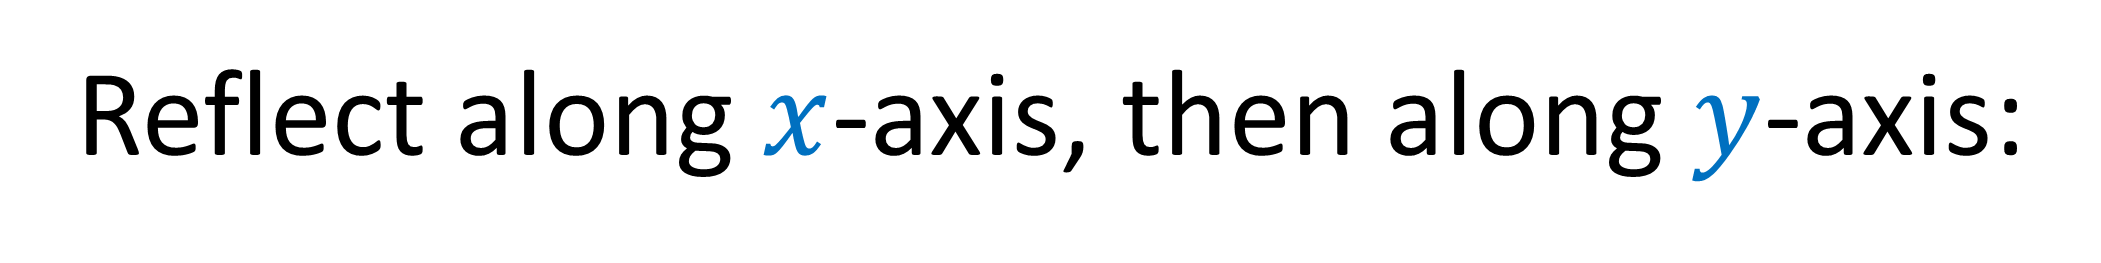 Reflect along x-axis, then along y-axis: